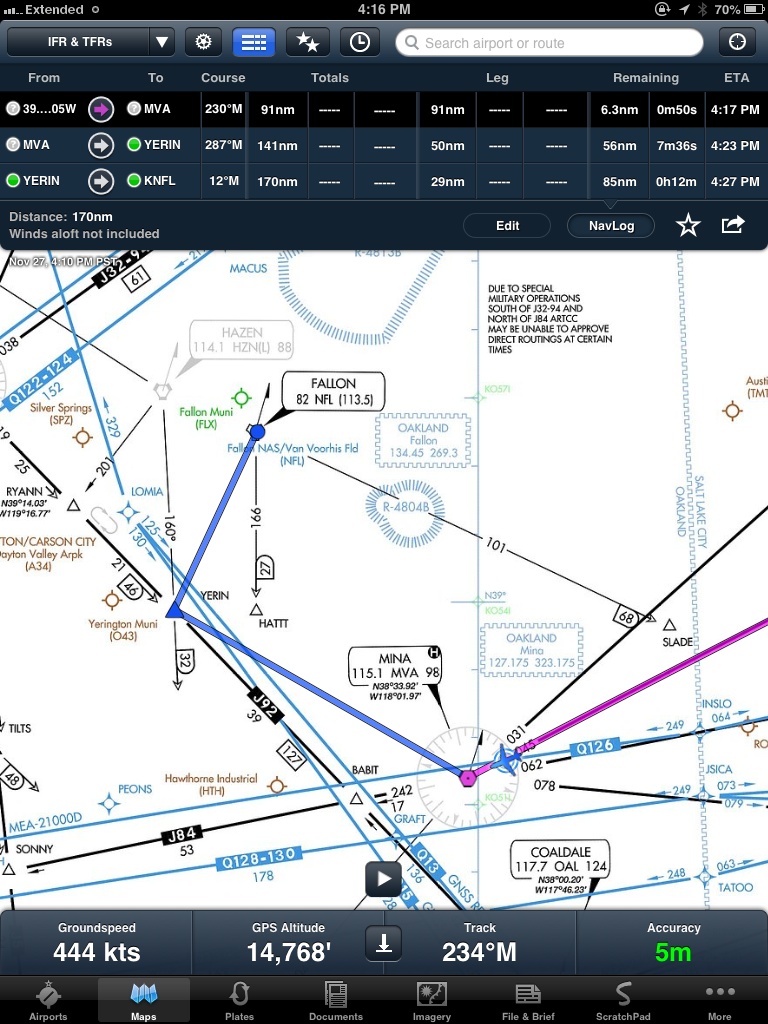 Extended
4:16 PM
70%
IFR & TFRs
Search airport or route
From To Course Totals Leg Remaining ETA
39....05W MVA 230°M 91nm ----- ----- 91nm ----- ----- 6.3nm 0m50s 4:17 PM
MVA YERIN 287°M 141nm ----- ----- 50nm ----- ----- 56nm 7m36s 4:23 PM
YERIN KNFL 12°M 170nm ----- ----- 29nm ----- ----- 85nm 0h12m 4:27 PM
Distance: 170nm
Winds aloft not included
Edit
NavLog
Nov 27, 4:10 PM PST
J32-9
61
MACUS
R-4813B
DUE TO SPECIAL
MILITARY OPERATIONS
SOUTH OF J32-94 AND
NORTH OF J84 ARTCC
MAY BE UNABLE TO APPROVE
DIRECT ROUTINGS AT CERTAIN
TIMES
038
HAZEN
114.1 HZN(L) 88
Q122-124
152
FALLON
82 NFL (113.5)
KO57I
Silver Springs
(SPZ)
329
Fallon Muni
(FLX)
Fallon NAS/Van Voorhis Fld
(NFL)
OAKLAND
Fallon
134.45 269.3
19
25
201
RYANN
N39°14.03'
W119°16.77'
LOMIA
125
130
160°
166
R-4804B
SALT LAKE CITY
OAKLAND
TON/CARSON CITY
Dayton Valley Arpk
(A34)
21
46
27
101
YERIN
HATTT
N39°
KO54I
68
SLADE
Yerington Muni
(O43)
32
OAKLAND
Mina
127.175 323.175
MINA
115.1 MVA 98
H
N38°33.92'
W118°01.97'
J92
39
TILTS
127
48
031
062
078
Q126
INSLO
249
064
BABIT
Hawthorne Industrial
(HTH)
PEONS
242
17
JSICA
249
073
079
MEA-21000D
GRAFT
KO51I
SONNY
J84
53
Q128-130
178
Q13
136
COALDALE
117.7 OAL 124
N38°00.20'
W117°46.23'
248
063
TATOO
Groundspeed
444 kts
GPS Altitude
14,768'
Track
234°M
Accuracy
5m
Airports
Maps
Plates
Documents
Imagery
File & Brief
ScratchPad
More